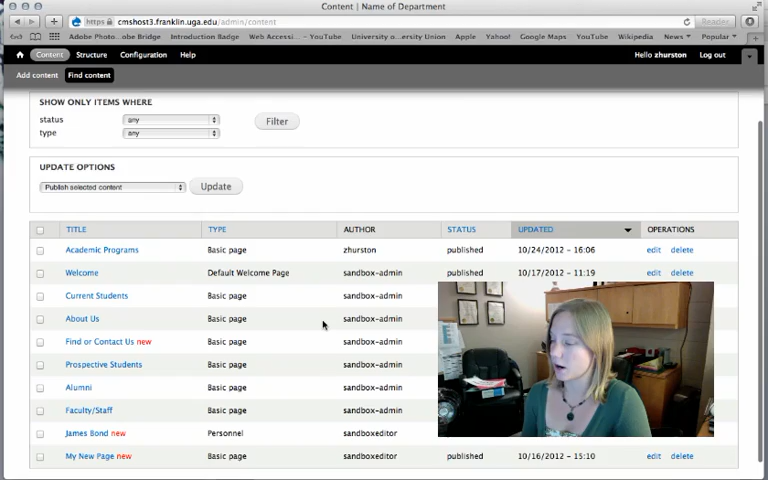 Content | Name of Department
https cmshost3.franklin.uga.edu/admin/content Reader
Adobe Photo...obe Bridge Introduction Badge Web Accessi... - YouTube University o...ersity Union Apple Yahoo! Google Maps YouTube Wikipedia News Popular
Content Structure Configuration Help Hello zhurston Log out
Add content Find content
SHOW ONLY ITEMS WHERE
status any
type any
Filter
UPDATE OPTIONS
Publish selected content Update
TITLE TYPE AUTHOR STATUS UPDATED OPERATIONS
Academic Programs Basic page zhurston published 10/24/2012 - 16:06 edit delete
Welcome Default Welcome Page sandbox-admin published 10/17/2012 - 11:19 edit delete
Current Students Basic page sandbox-admin
About Us Basic page sandbox-admin
Find or Contact Us new Basic page sandbox-admin
Prospective Students Basic page sandbox-admin
Alumni Basic page sandbox-admin
Faculty/Staff Basic page sandbox-admin
James Bond new Personnel sandboxeditor
My New Page new Basic page sandboxeditor published 10/16/2012 - 15:10 edit delete